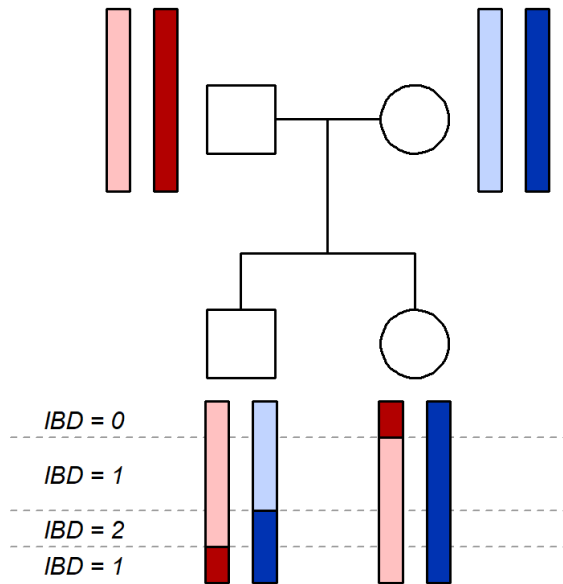 IBD = 0
IBD = 1
IBD = 2
IBD = 1